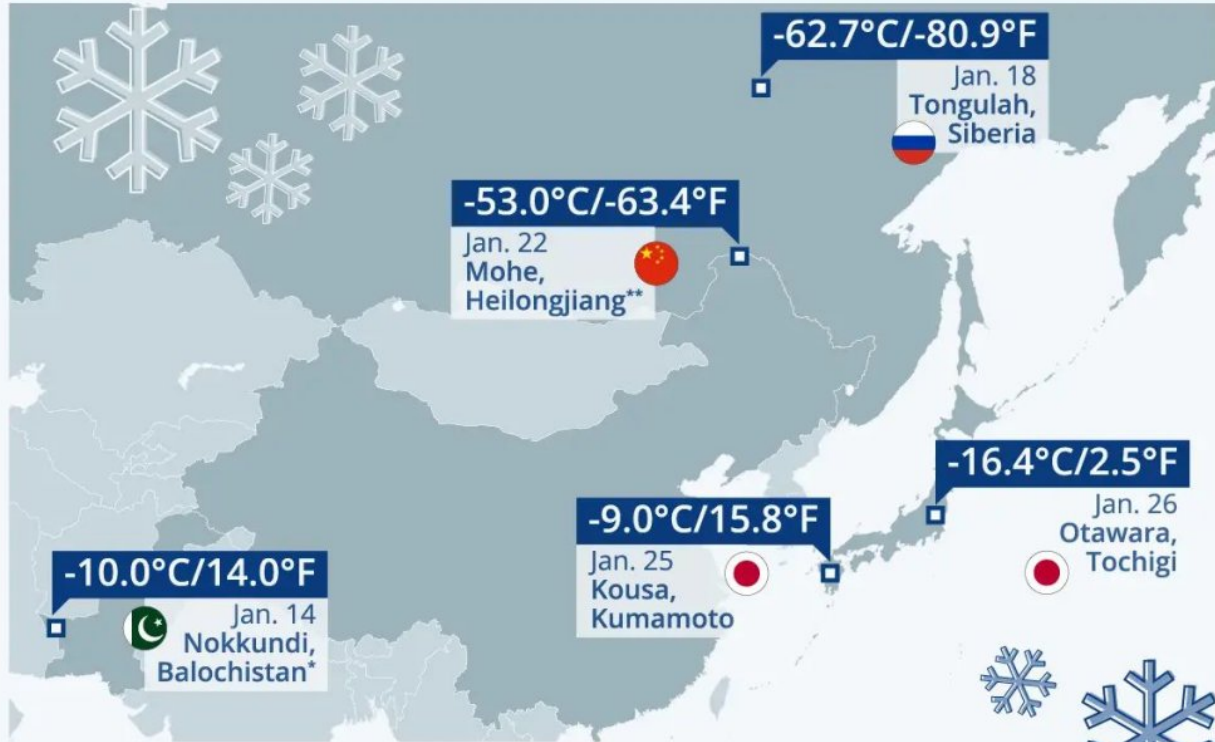 -62.7°C/-80.9°F
Jan. 18
Tongulah,
Siberia
-53.0°C/-63.4°F
Jan. 22
Mohe,
Heilongjiang**
-16.4°C/2.5°F
Jan. 26
Otawara,
Tochigi
-9.0°C/15.8°F
Jan. 25
Kousa,
Kumamoto
-10.0°C/14.0°F
Jan. 14
Nokkundi,
Balochistan*